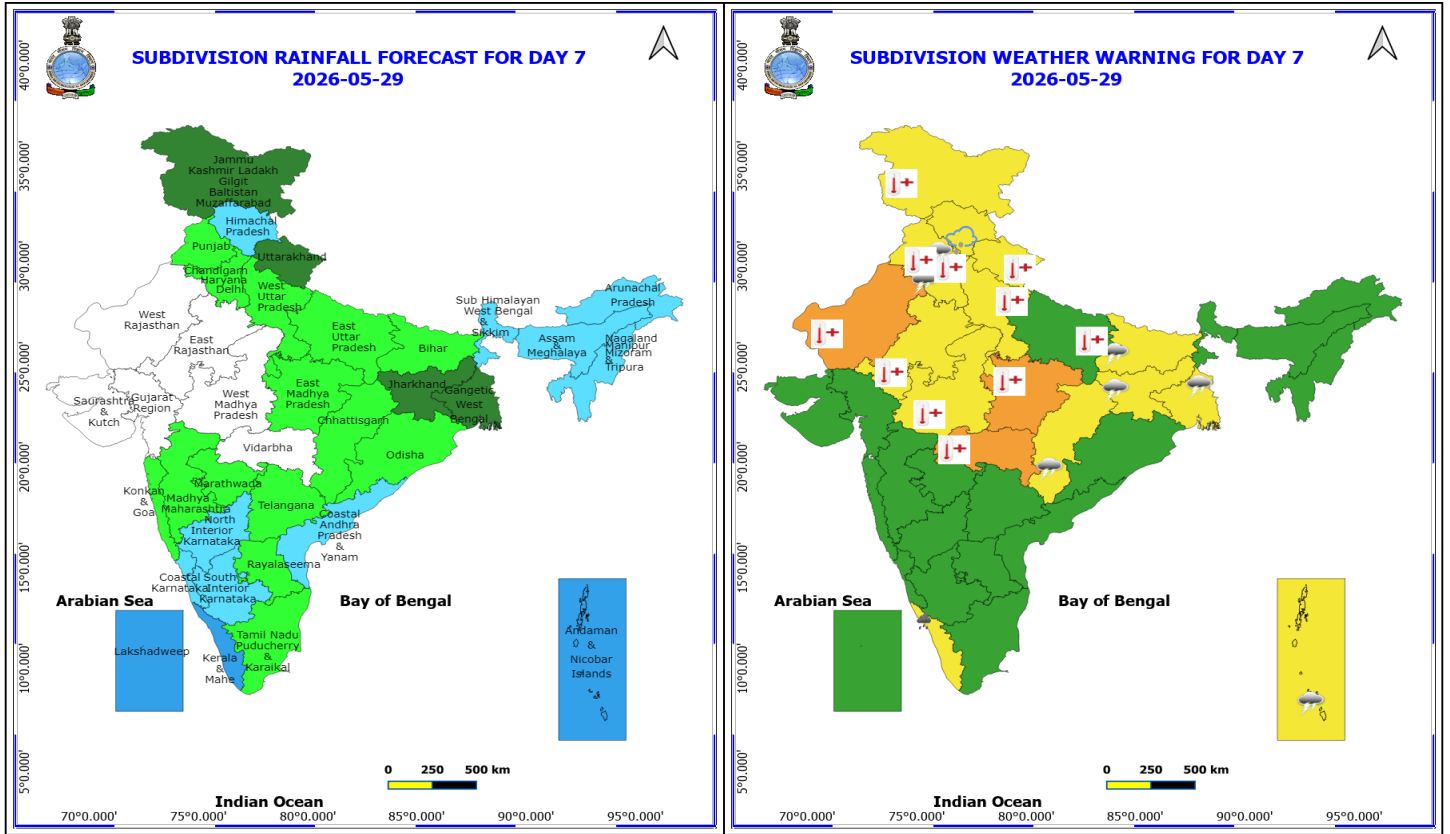 SUBDIVISION RAINFALL FORECAST FOR DAY 7
2026-05-29
40°0.000'
35°0.000'
30°0.000'
25°0.000'
20°0.000'
15°0.000'
10°0.000'
5°0.000'
Jammu
Kashmir Ladakh
Gilgit
Baltistan
Muzaffarabad
Himachal
Pradesh
Punjab
Uttarakhand
Chandigarh
Haryana
Delhi
West
Uttar
Pradesh
West
Rajasthan
East
Rajasthan
East
Uttar
Pradesh
Bihar
Sub Himalayan
West Bengal
&
Sikkim
Arunachal
Pradesh
Assam
&
Meghalaya
Nagaland
Manipur
Mizoram
&
Tripura
Saurashtra
&
Kutch
Gujarat
Region
West
Madhya
Pradesh
East
Madhya
Pradesh
Jharkhand
Gangetic
West
Bengal
Chhattisgarh
Vidarbha
Odisha
Konkan
&
Goa
Madhya
Maharashtra
Marathwada
Telangana
North
Interior
Karnataka
Coastal
Andhra
Pradesh
&
Yanam
Rayalaseema
Coastal
Karnataka
South
Interior
Karnataka
Tamil Nadu
Puducherry
&
Karaikal
Kerala
&
Mahe
Lakshadweep
Andaman
&
Nicobar
Islands
Arabian Sea
Bay of Bengal
Indian Ocean
0 250 500 km
70°0.000' 75°0.000' 80°0.000' 85°0.000' 90°0.000' 95°0.000'
SUBDIVISION WEATHER WARNING FOR DAY 7
2026-05-29
40°0.000'
35°0.000'
30°0.000'
25°0.000'
20°0.000'
15°0.000'
10°0.000'
5°0.000'
Arabian Sea
Bay of Bengal
Indian Ocean
0 250 500 km
70°0.000' 75°0.000' 80°0.000' 85°0.000' 90°0.000' 95°0.000'